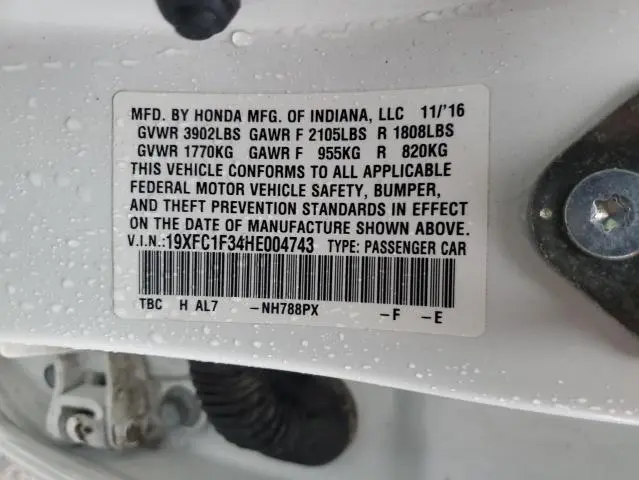 MFD. BY HONDA MFG. OF INDIANA, LLC 11/'16
GVWR 3902LBS GAWR F 2105LBS R 1808LBS
GVWR 1770KG GAWR F 955KG R 820KG
THIS VEHICLE CONFORMS TO ALL APPLICABLE
FEDERAL MOTOR VEHICLE SAFETY, BUMPER,
AND THEFT PREVENTION STANDARDS IN EFFECT
ON THE DATE OF MANUFACTURE SHOWN ABOVE.
V.I.N.:19XFC1F34HE004743 TYPE: PASSENGER CAR
TBC H AL7 -NH788PX -F -E